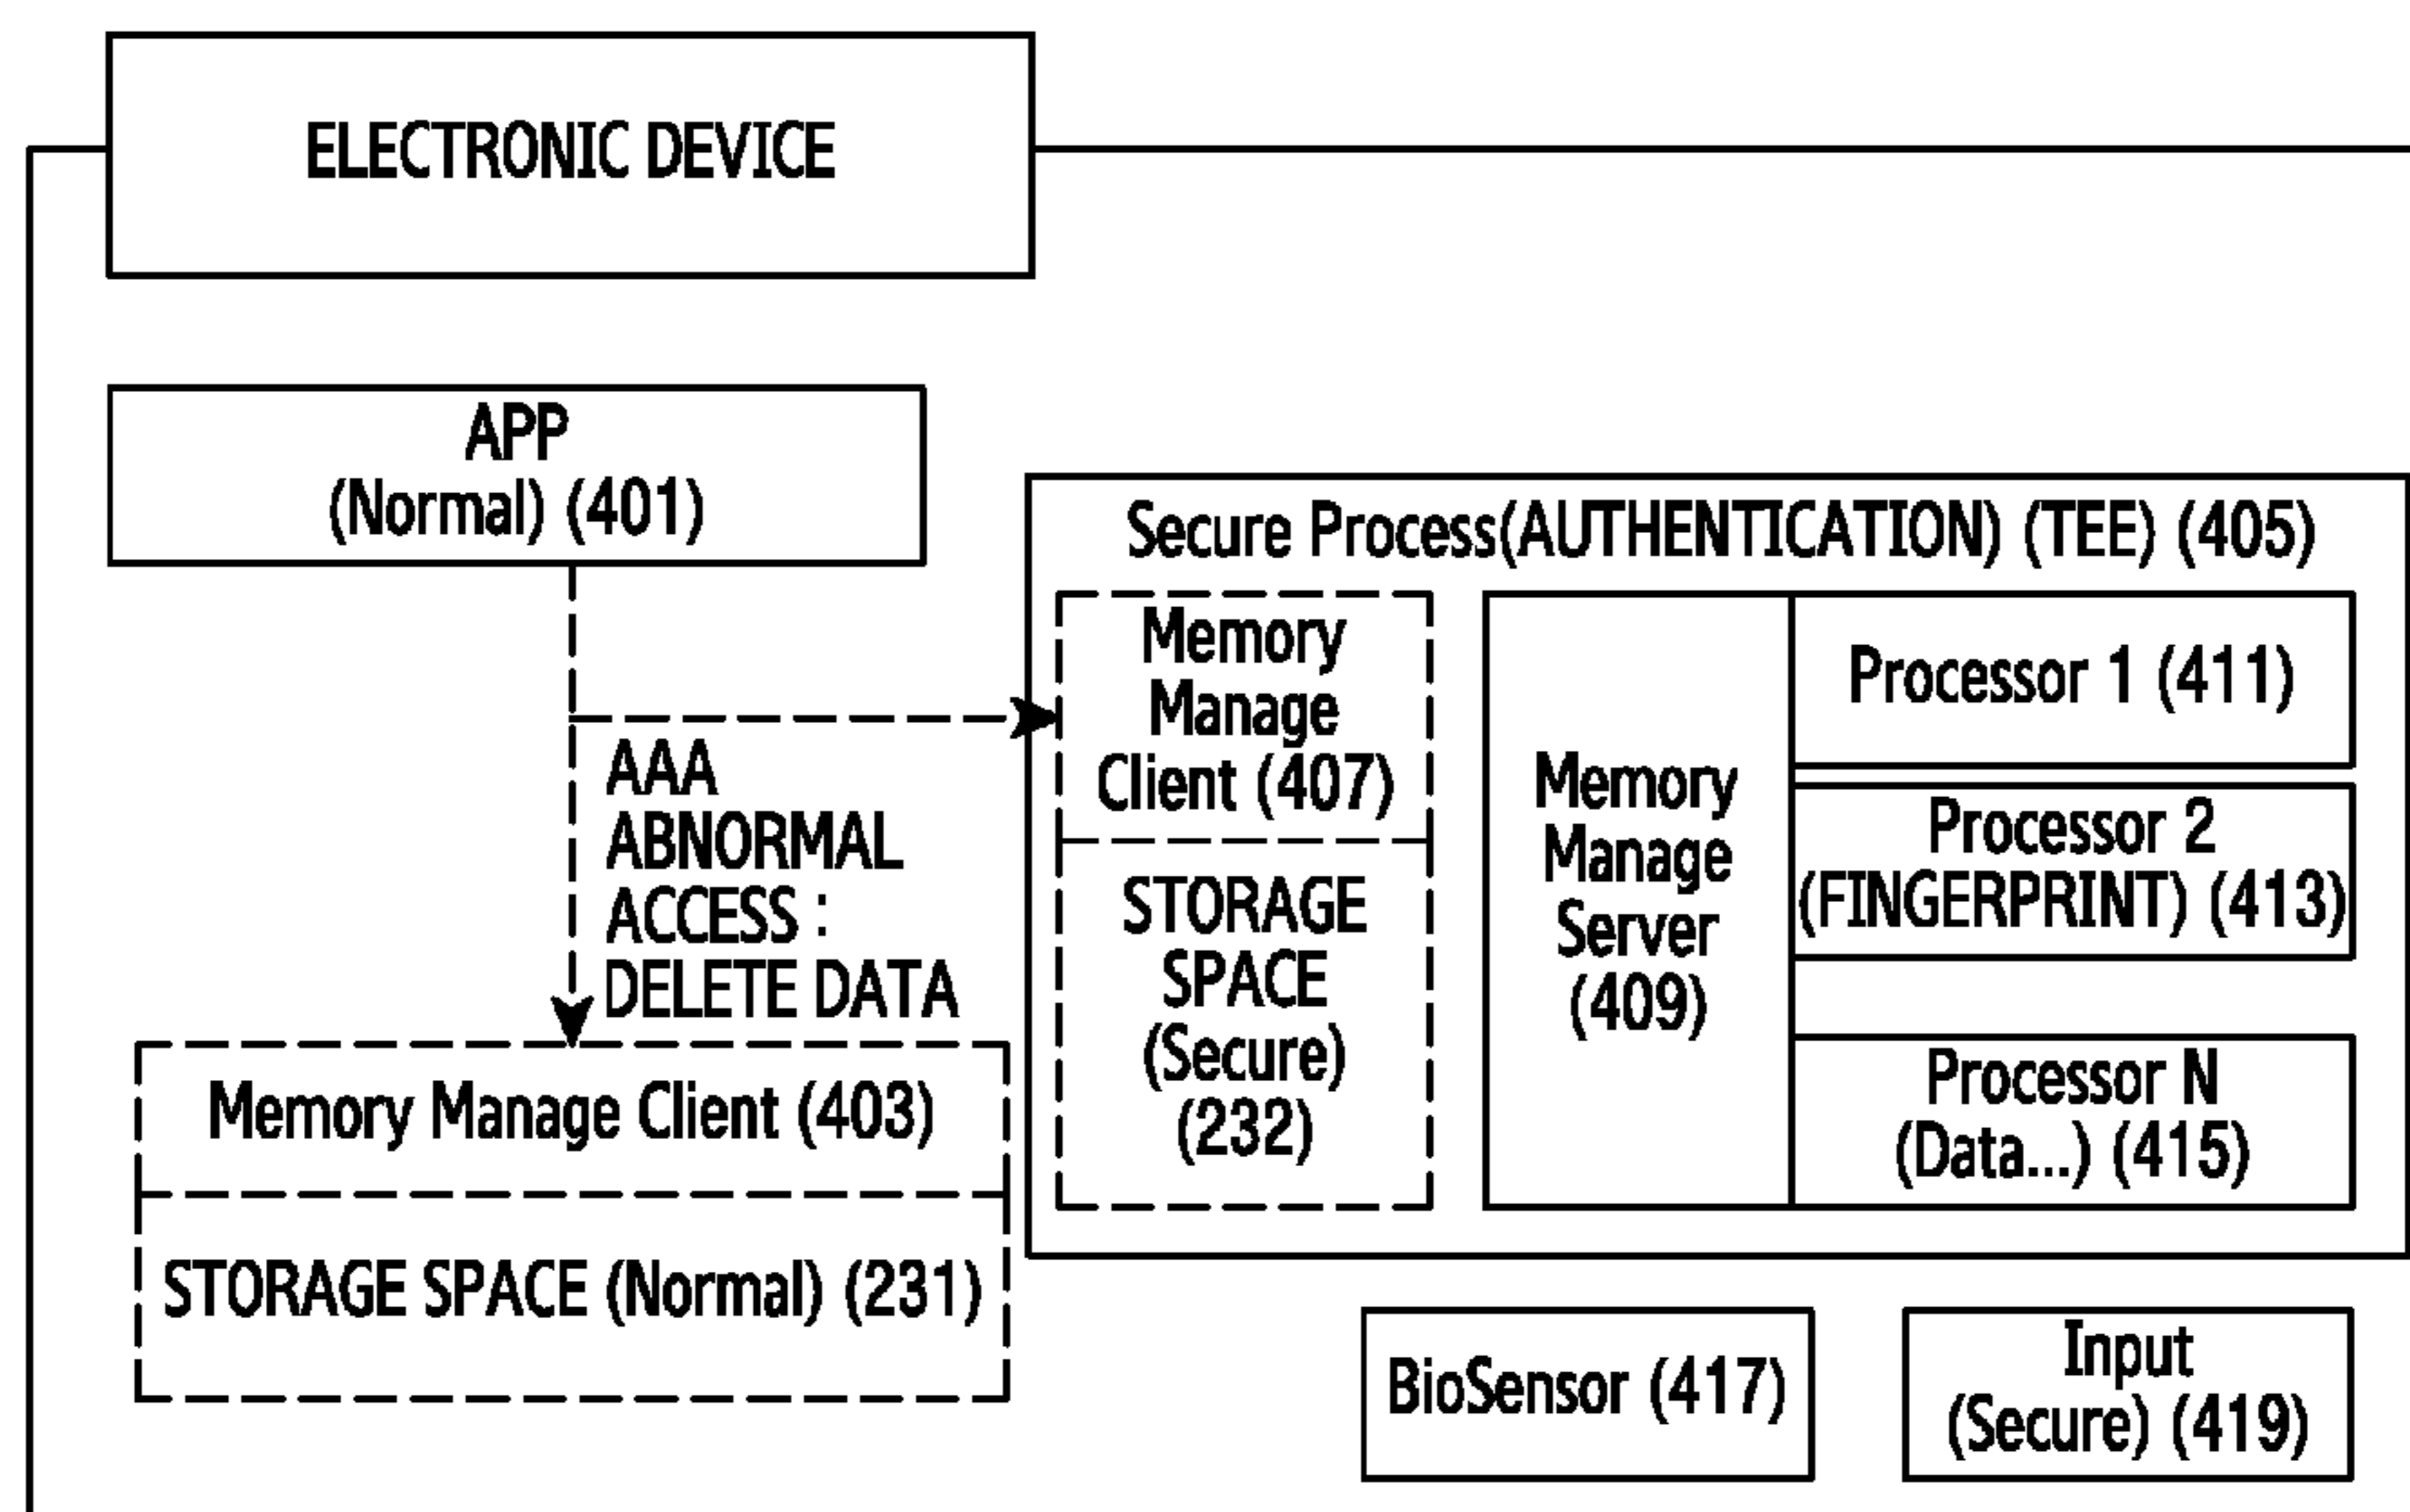 ELECTRONIC DEVICE
APP
(Normal) (401)
AAA
ABNORMAL
ACCESS :
DELETE DATA
Memory Manage Client (403)
STORAGE SPACE (Normal) (231)
Secure Process(AUTHENTICATION) (TEE) (405)
Memory
Manage
Client (407)
STORAGE
SPACE
(Secure)
(232)
Memory
Manage
Server
(409)
Processor 1 (411)
Processor 2
(FINGERPRINT) (413)
Processor N
(Data...) (415)
BioSensor (417)
Input
(Secure) (419)